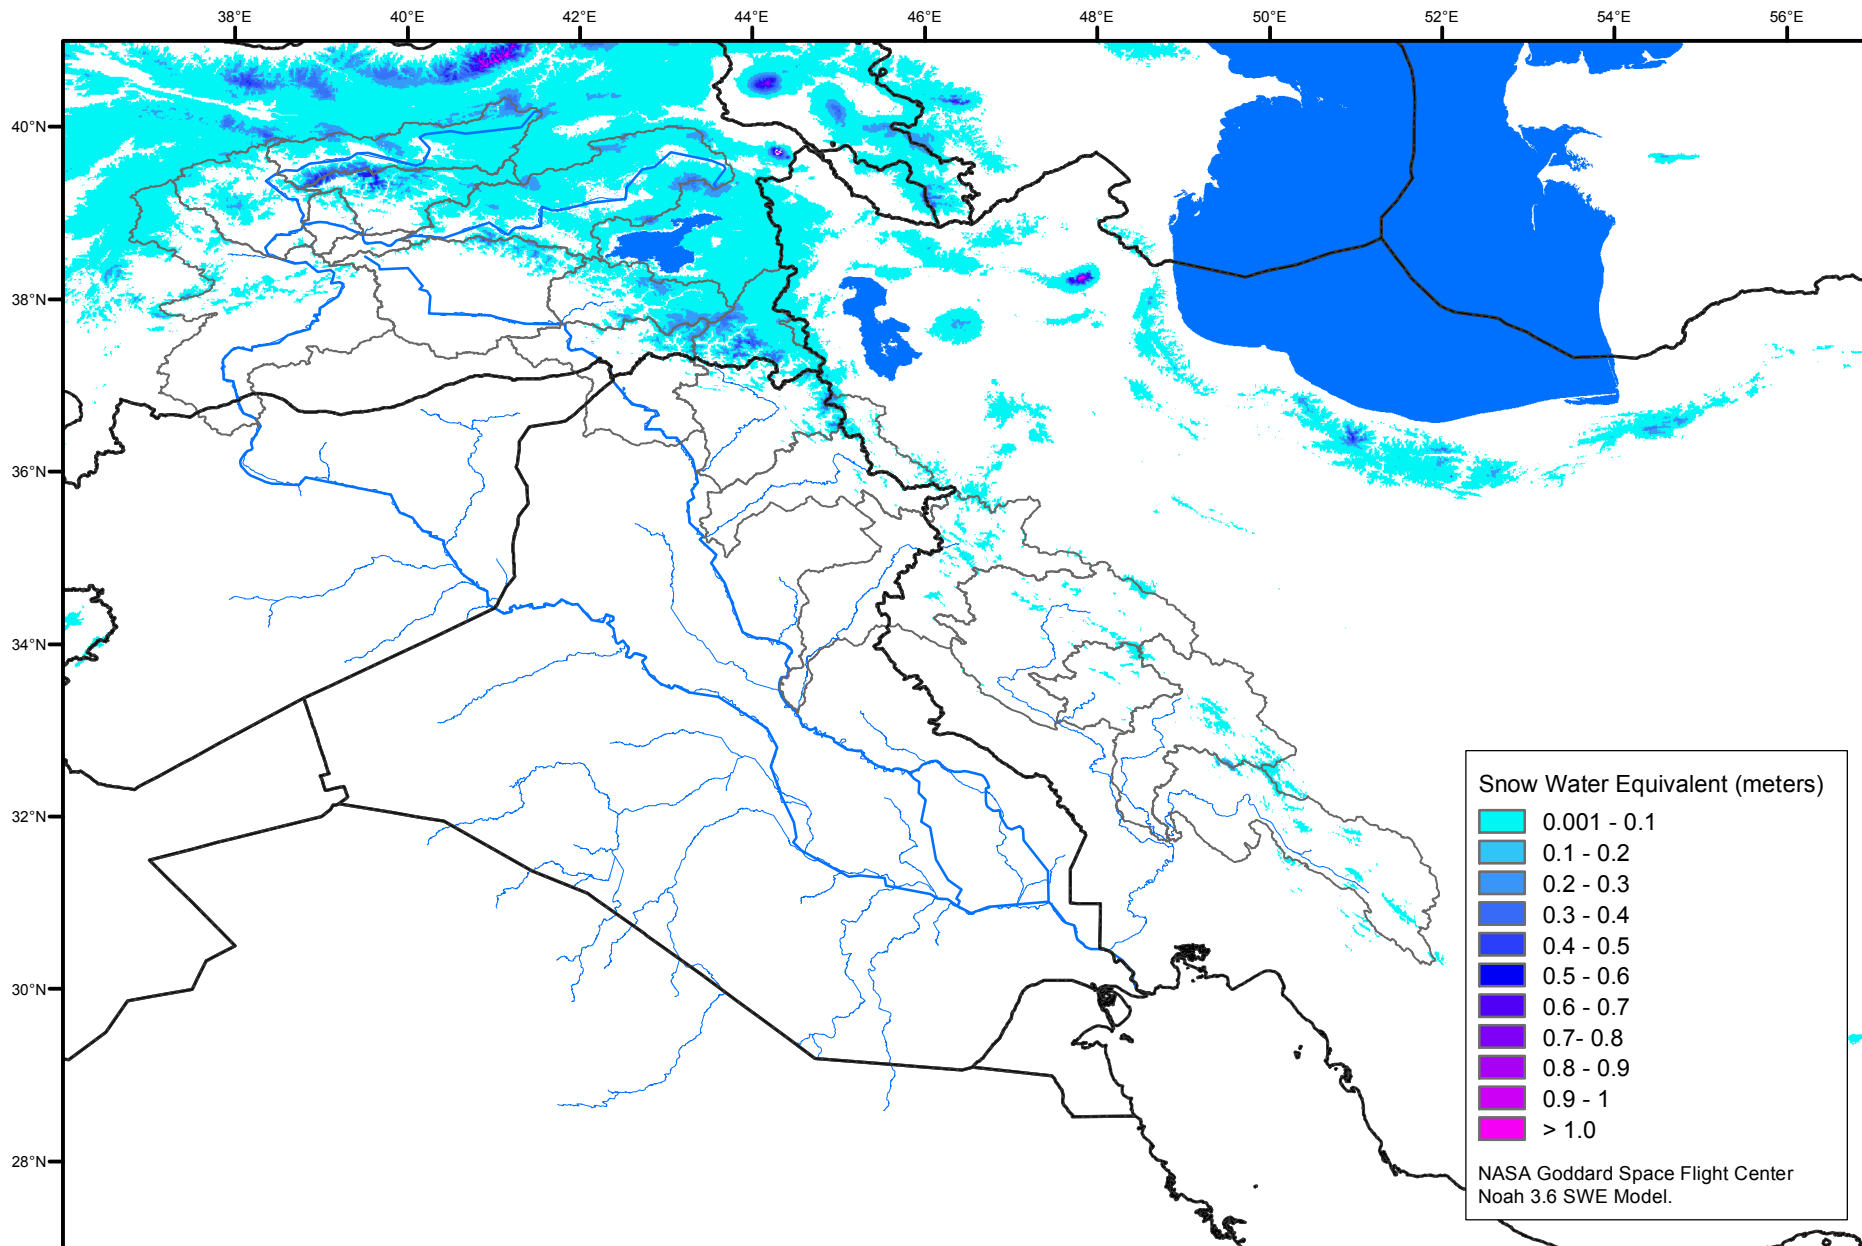 38°E 40°E 42°E 44°E 46°E 48°E 50°E 52°E 54°E 56°E
40°N
38°N
36°N
34°N
32°N
30°N
28°N
Snow Water Equivalent (meters)
0.001 - 0.1
0.1 - 0.2
0.2 - 0.3
0.3 - 0.4
0.4 - 0.5
0.5 - 0.6
0.6 - 0.7
0.7- 0.8
0.8 - 0.9
0.9 - 1
> 1.0
NASA Goddard Space Flight Center
Noah 3.6 SWE Model.